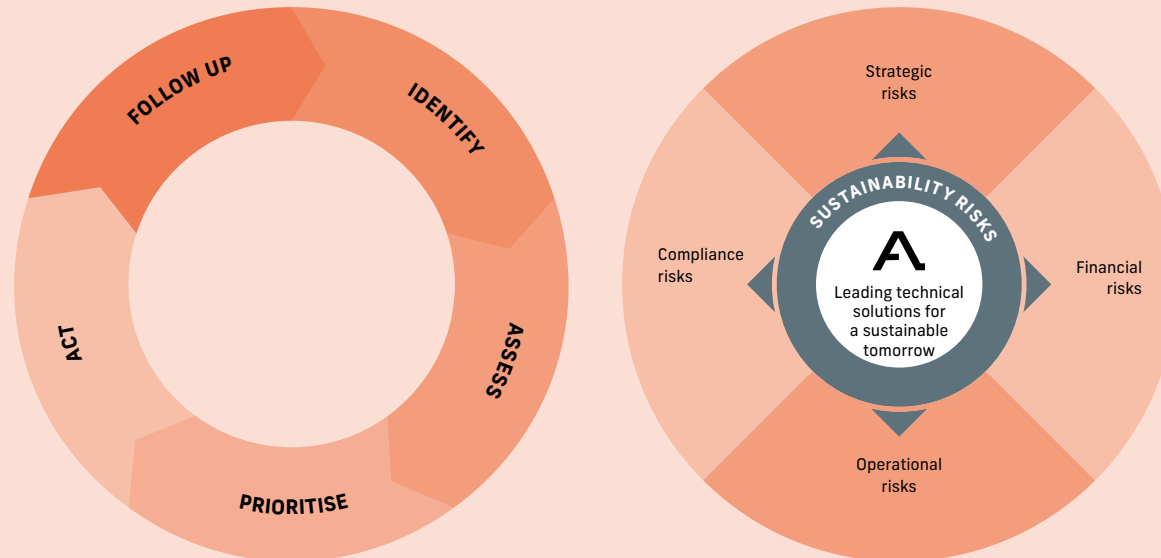 FOLLOW UP
IDENTIFY
ASSESS
PRIORITISE
ACT
Strategic
risks
SUSTAINABILITY RISKS
Compliance
risks
Leading technical
solutions for
a sustainable
tomorrow
Financial
risks
Operational
risks